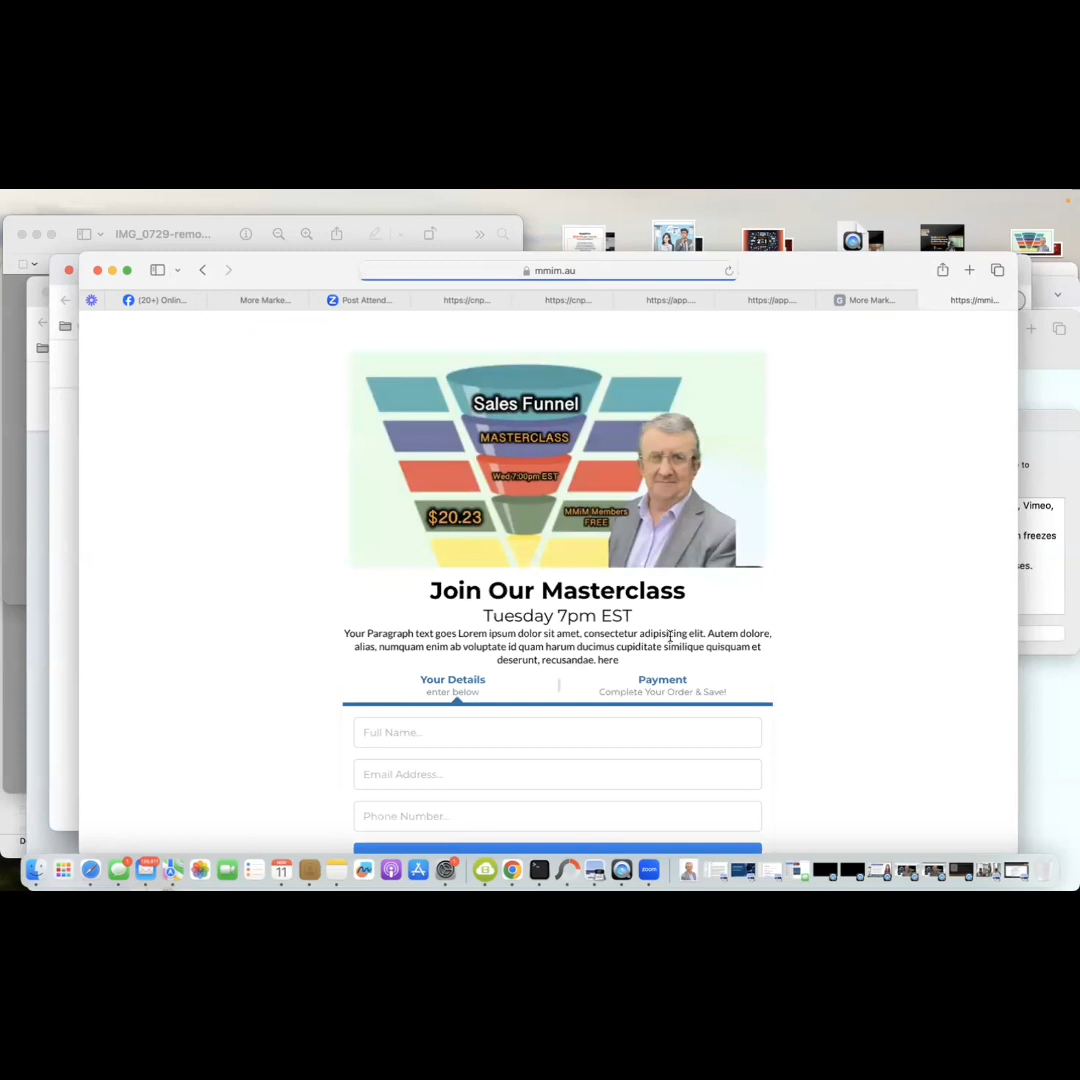 IMG_0729-remo...
mmim.au
(20+) Onlin...
More Marke...
Post Attend...
https://cnp...
https://cnp...
https://app....
https://app....
More Mark...
https://mmi...
Sales Funnel
MASTERCLASS
Wed 7:00pm EST
$20.23
MMiM Members
FREE
Join Our Masterclass
Tuesday 7pm EST
Your Paragraph text goes Lorem ipsum dolor sit amet, consectetur adipisicing elit. Autem dolore,
alias, numquam enim ab voluptate id quam harum ducimus cupiditate similique quisquam et
deserunt, recusandae. here
Your Details
enter below
Payment
Complete Your Order & Save!
Full Name...
Email Address...
Phone Number...
to
, Vimeo,
freezes
11
zoom